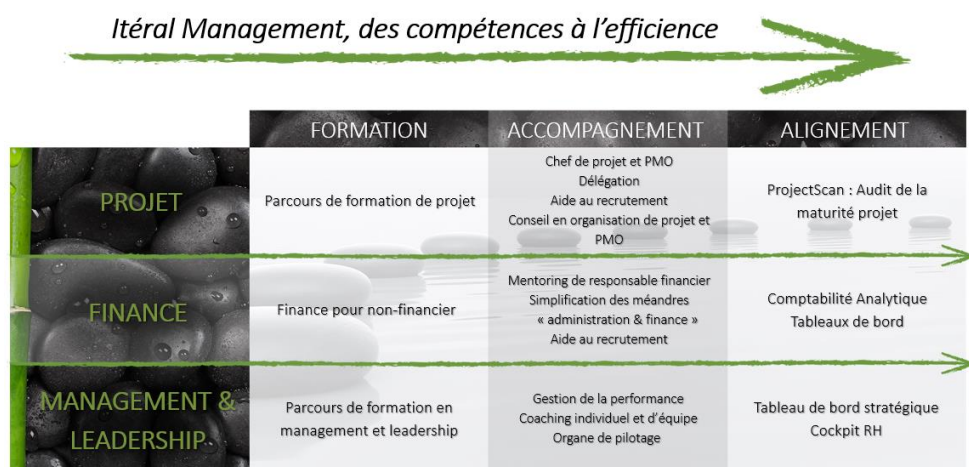 Itéral Management, des compétences à l'efficience
FORMATION
ACCOMPAGNEMENT
ALIGNEMENT
PROJET
Parcours de formation de projet
Chef de projet et PMO
Délégation
Aide au recrutement
Conseil en organisation de projet et
PMO
ProjectScan : Audit de la
maturité projet
FINANCE
Finance pour non-financier
Mentoring de responsable financier
Simplification des méandres
« administration & finance »
Aide au recrutement
Comptabilité Analytique
Tableaux de bord
MANAGEMENT &
LEADERSHIP
Parcours de formation en
management et leadership
Gestion de la performance
Coaching individuel et d'équipe
Organe de pilotage
Tableau de bord stratégique
Cockpit RH